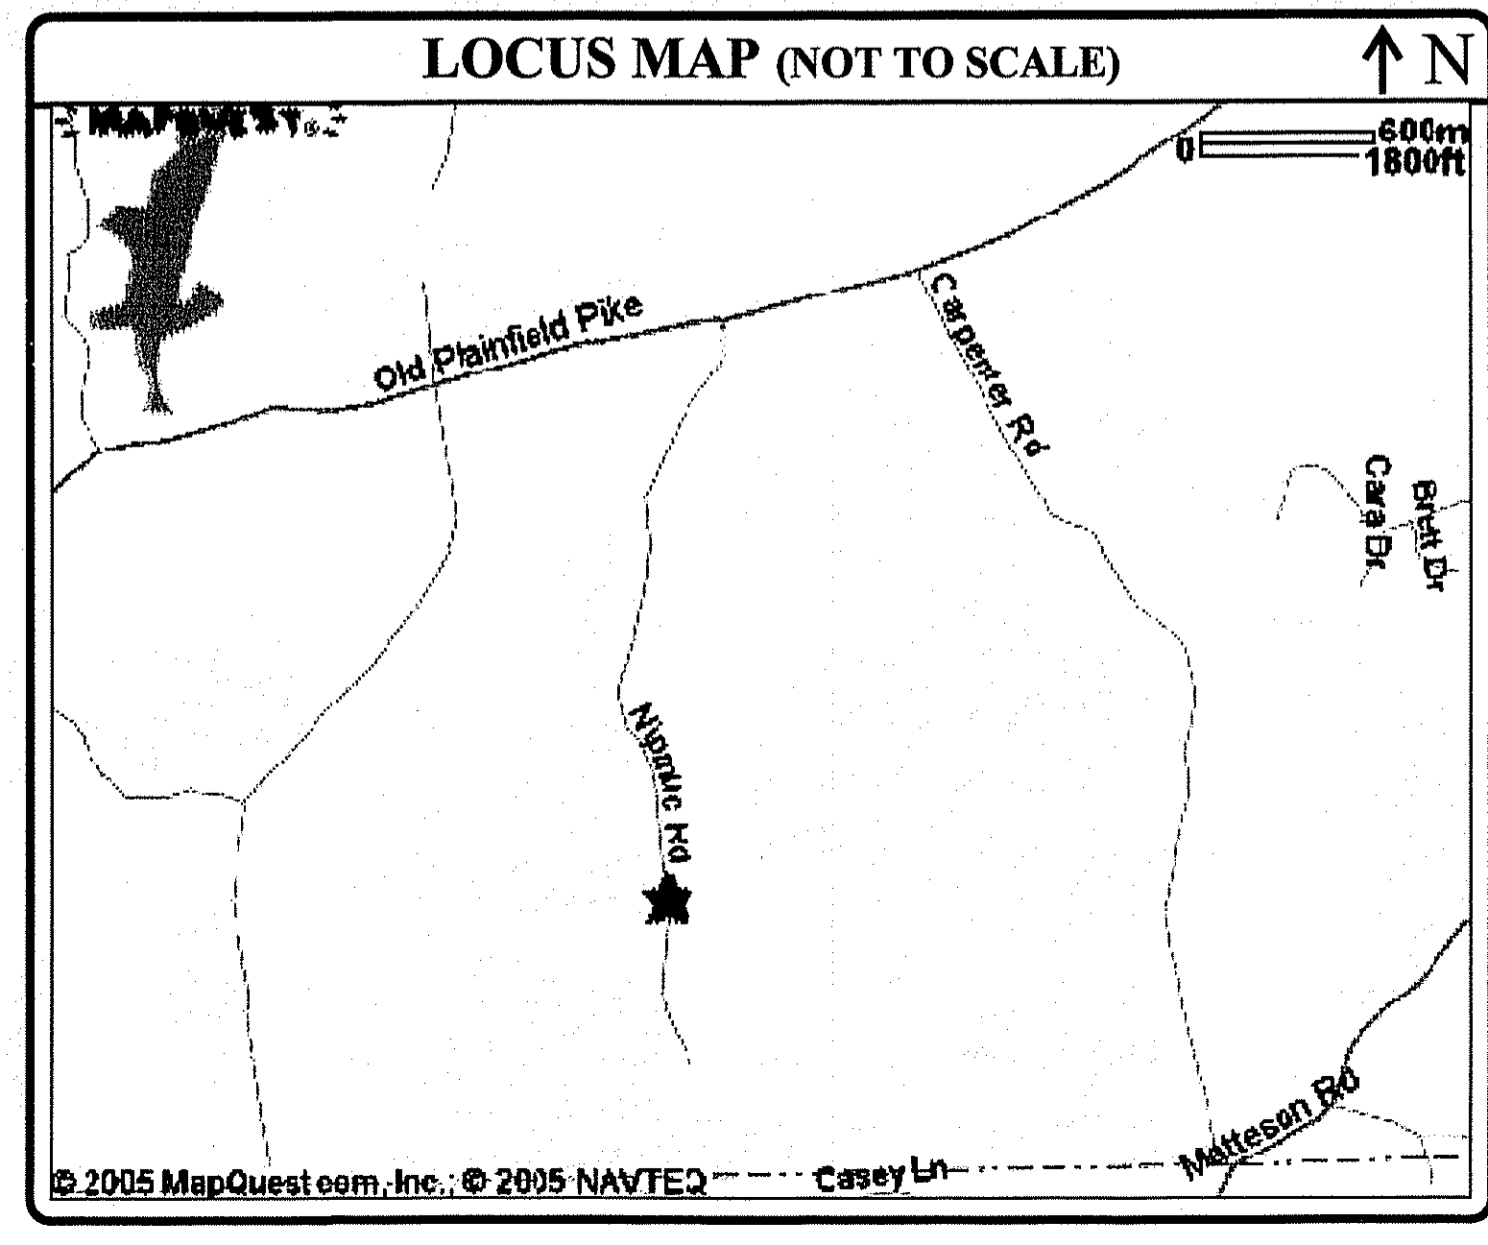 LOCUS MAP (NOT TO SCALE)
N
MAPQUEST
600m
0
1800ft
Old Plainfield Pike
Carpenter Rd
Cara Dr
Brett Dr
Nipmuc Rd
Matteson Rd
Casey Ln
© 2005 MapQuest.com, Inc.; © 2005 NAVTEQ